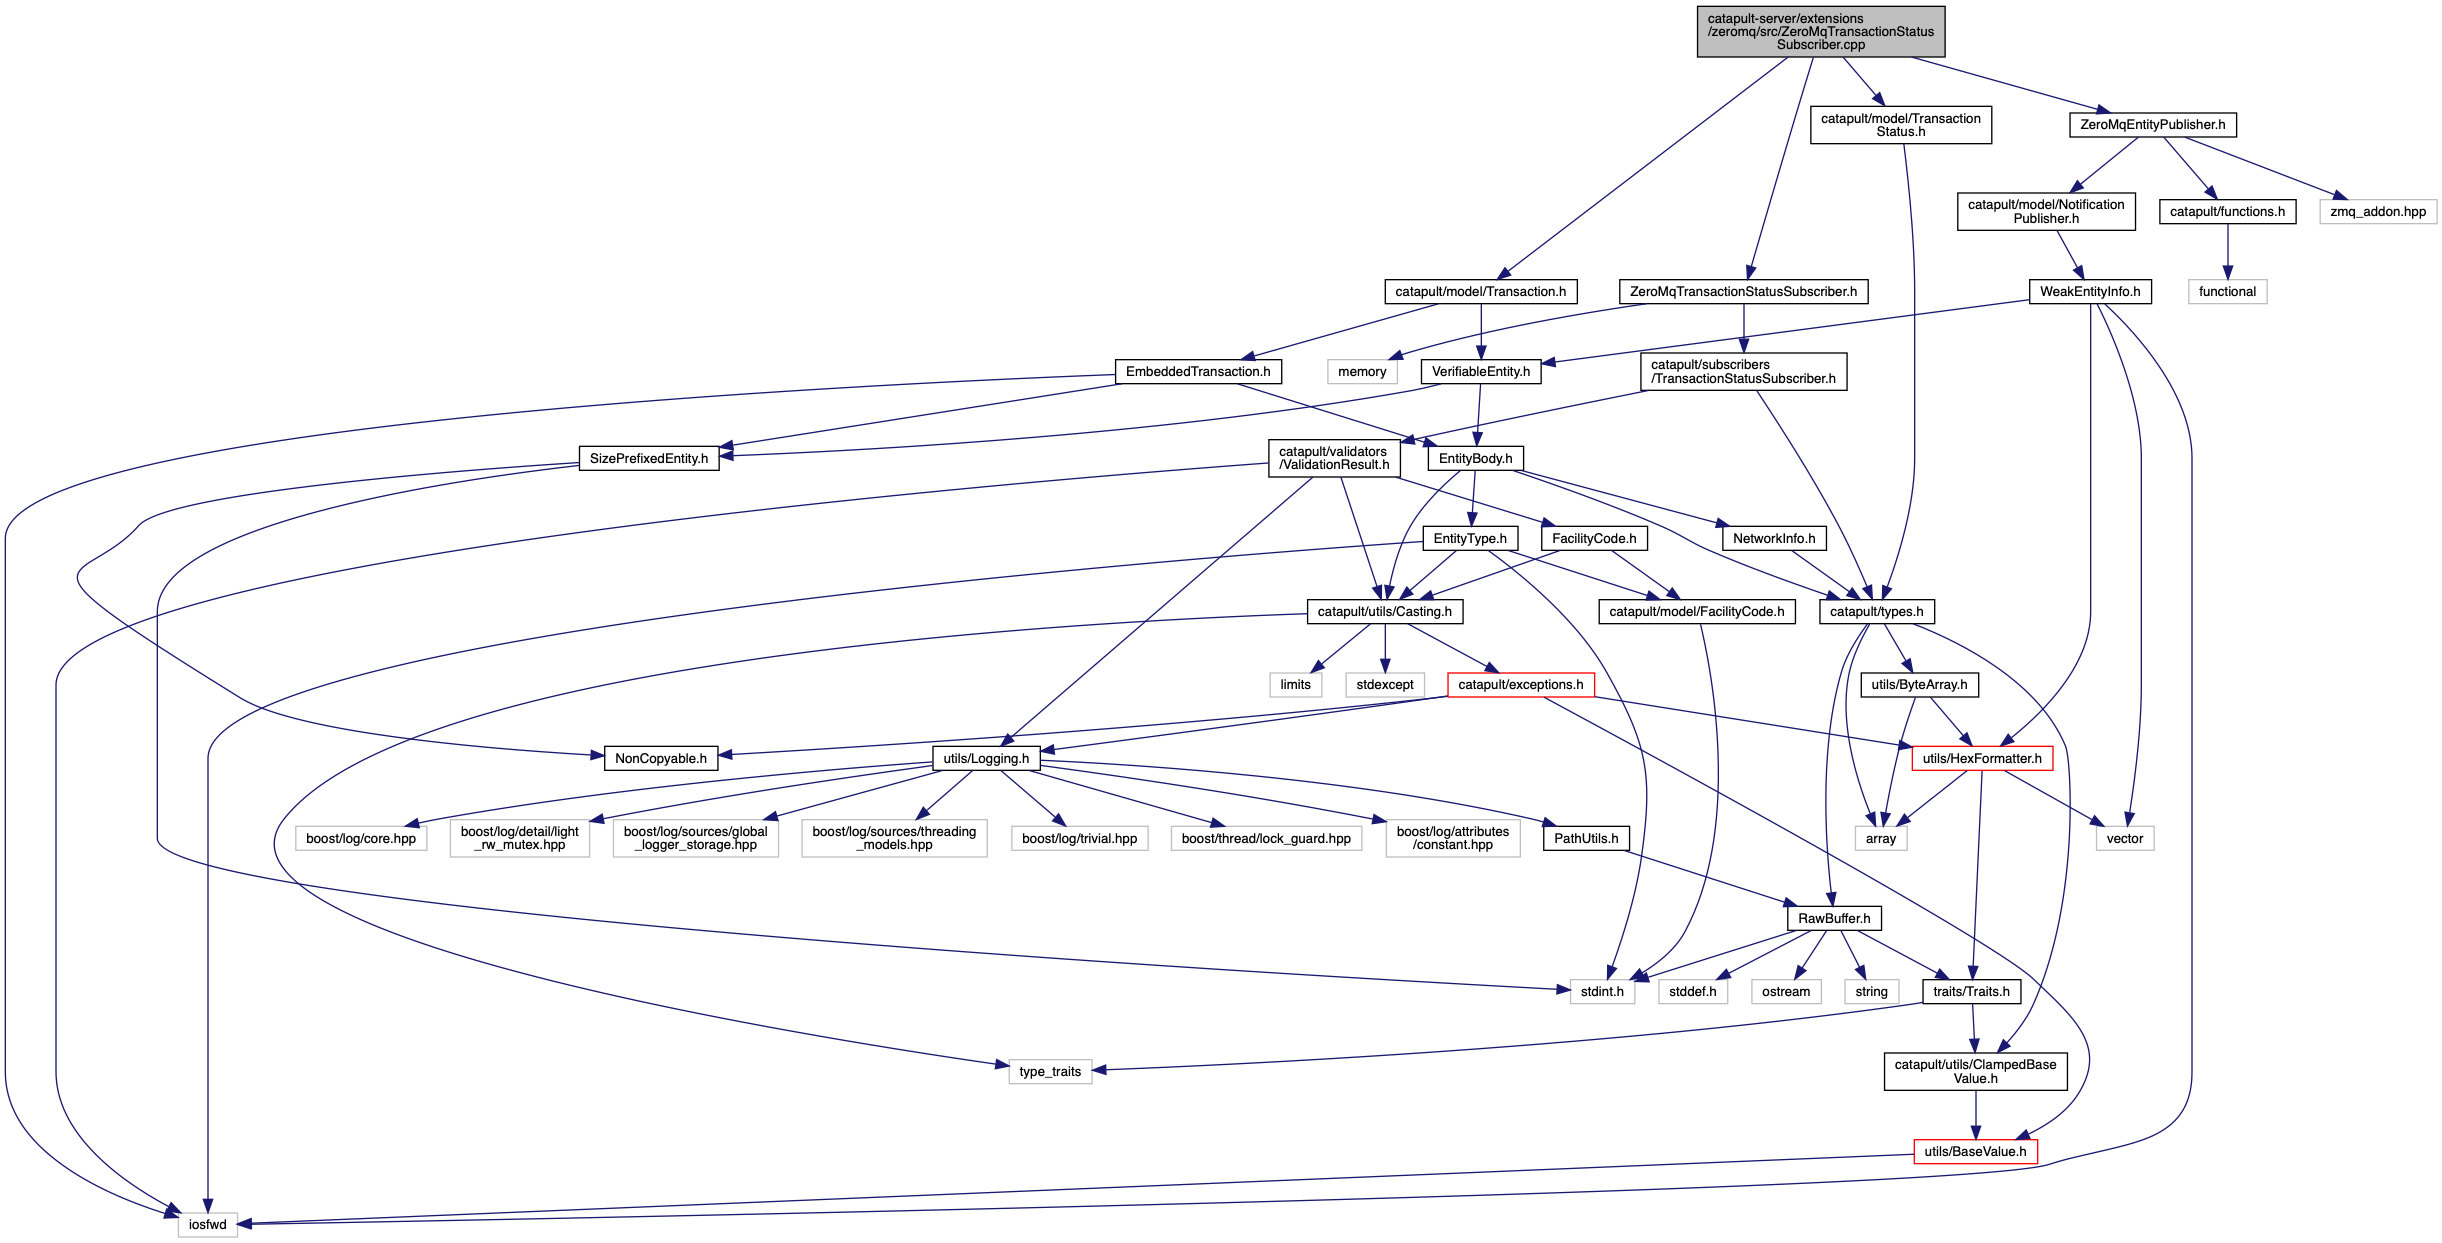 catapult-server/extensions
/zeromq/src/ZeroMqTransactionStatus
Subscriber.cpp
catapult/model/Transaction
Status.h
ZeroMqEntityPublisher.h
catapult/model/Notification
Publisher.h
catapult/functions.h
zmq_addon.hpp
catapult/model/Transaction.h
ZeroMqTransactionStatusSubscriber.h
WeakEntityInfo.h
functional
EmbeddedTransaction.h
memory
VerifiableEntity.h
catapult/subscribers
/TransactionStatusSubscriber.h
SizePrefixedEntity.h
catapult/validators
/ValidationResult.h
EntityBody.h
EntityType.h
FacilityCode.h
NetworkInfo.h
catapult/utils/Casting.h
catapult/model/FacilityCode.h
catapult/types.h
limits
stdexcept
catapult/exceptions.h
utils/ByteArray.h
NonCopyable.h
utils/Logging.h
utils/HexFormatter.h
boost/log/core.hpp
boost/log/detail/light
_rw_mutex.hpp
boost/log/sources/global
_logger_storage.hpp
boost/log/sources/threading
_models.hpp
boost/log/trivial.hpp
boost/thread/lock_guard.hpp
boost/log/attributes
/constant.hpp
PathUtils.h
array
vector
RawBuffer.h
stdint.h
stddef.h
ostream
string
traits/Traits.h
type_traits
catapult/utils/ClampedBase
Value.h
utils/BaseValue.h
iosfwd